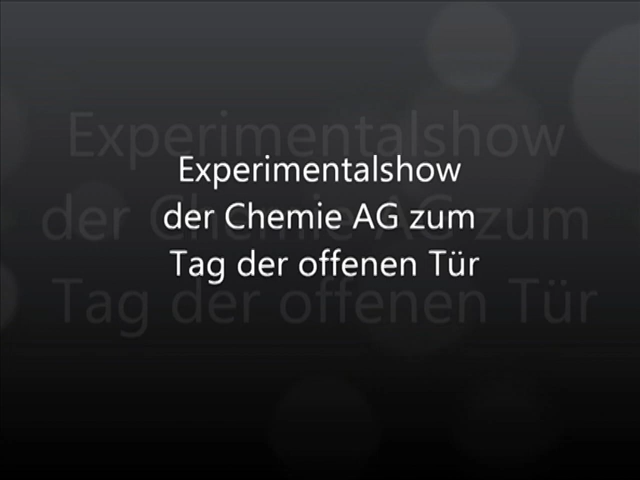 Experimentalshow
der Chemie AG zum
Tag der offenen Tür